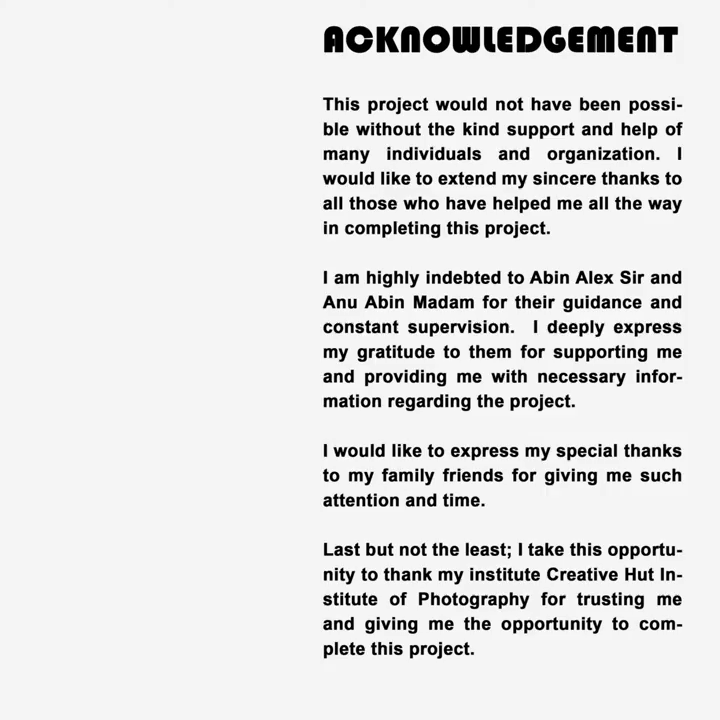 ACKNOWLEDGEMENT
This project would not have been possi-
ble without the kind support and help of
many individuals and organization. I
would like to extend my sincere thanks to
all those who have helped me all the way
in completing this project.
I am highly indebted to Abin Alex Sir and
Anu Abin Madam for their guidance and
constant supervision. I deeply express
my gratitude to them for supporting me
and providing me with necessary infor-
mation regarding the project.
I would like to express my special thanks
to my family friends for giving me such
attention and time.
Last but not the least; I take this opportu-
nity to thank my institute Creative Hut In-
stitute of Photography for trusting me
and giving me the opportunity to com-
plete this project.